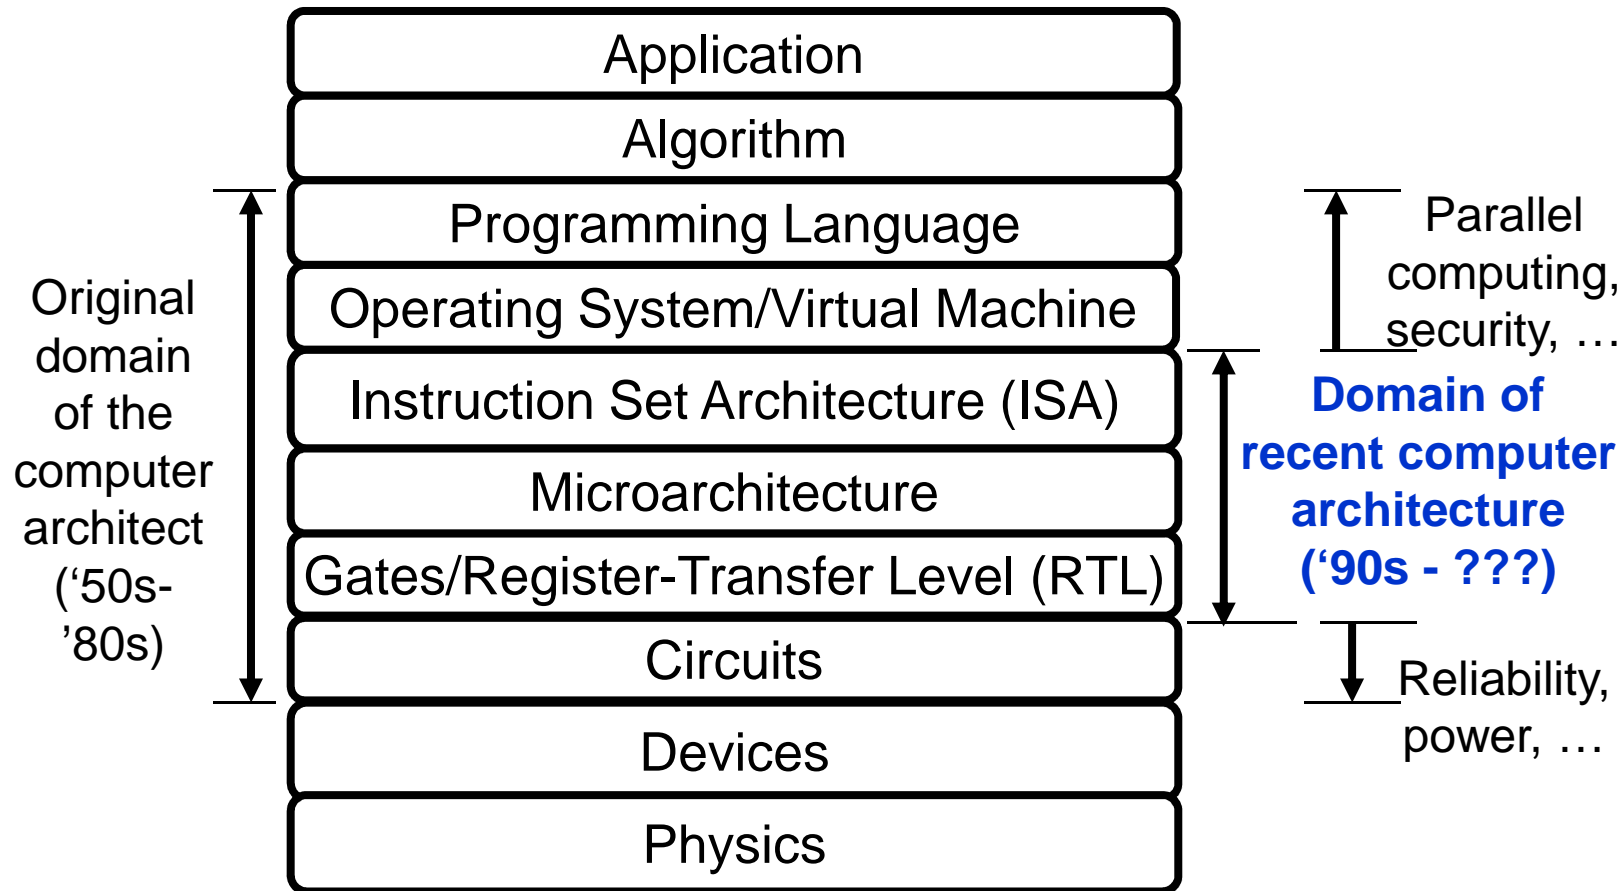 Application
Algorithm
Programming Language
Operating System/Virtual Machine
Instruction Set Architecture (ISA)
Microarchitecture
Gates/Register-Transfer Level (RTL)
Circuits
Devices
Physics
Original
domain
of the
computer
architect
(‘50s-
’80s)
Parallel
computing,
security, …
Domain of
recent computer
architecture
(‘90s - ???)
Reliability,
power, …